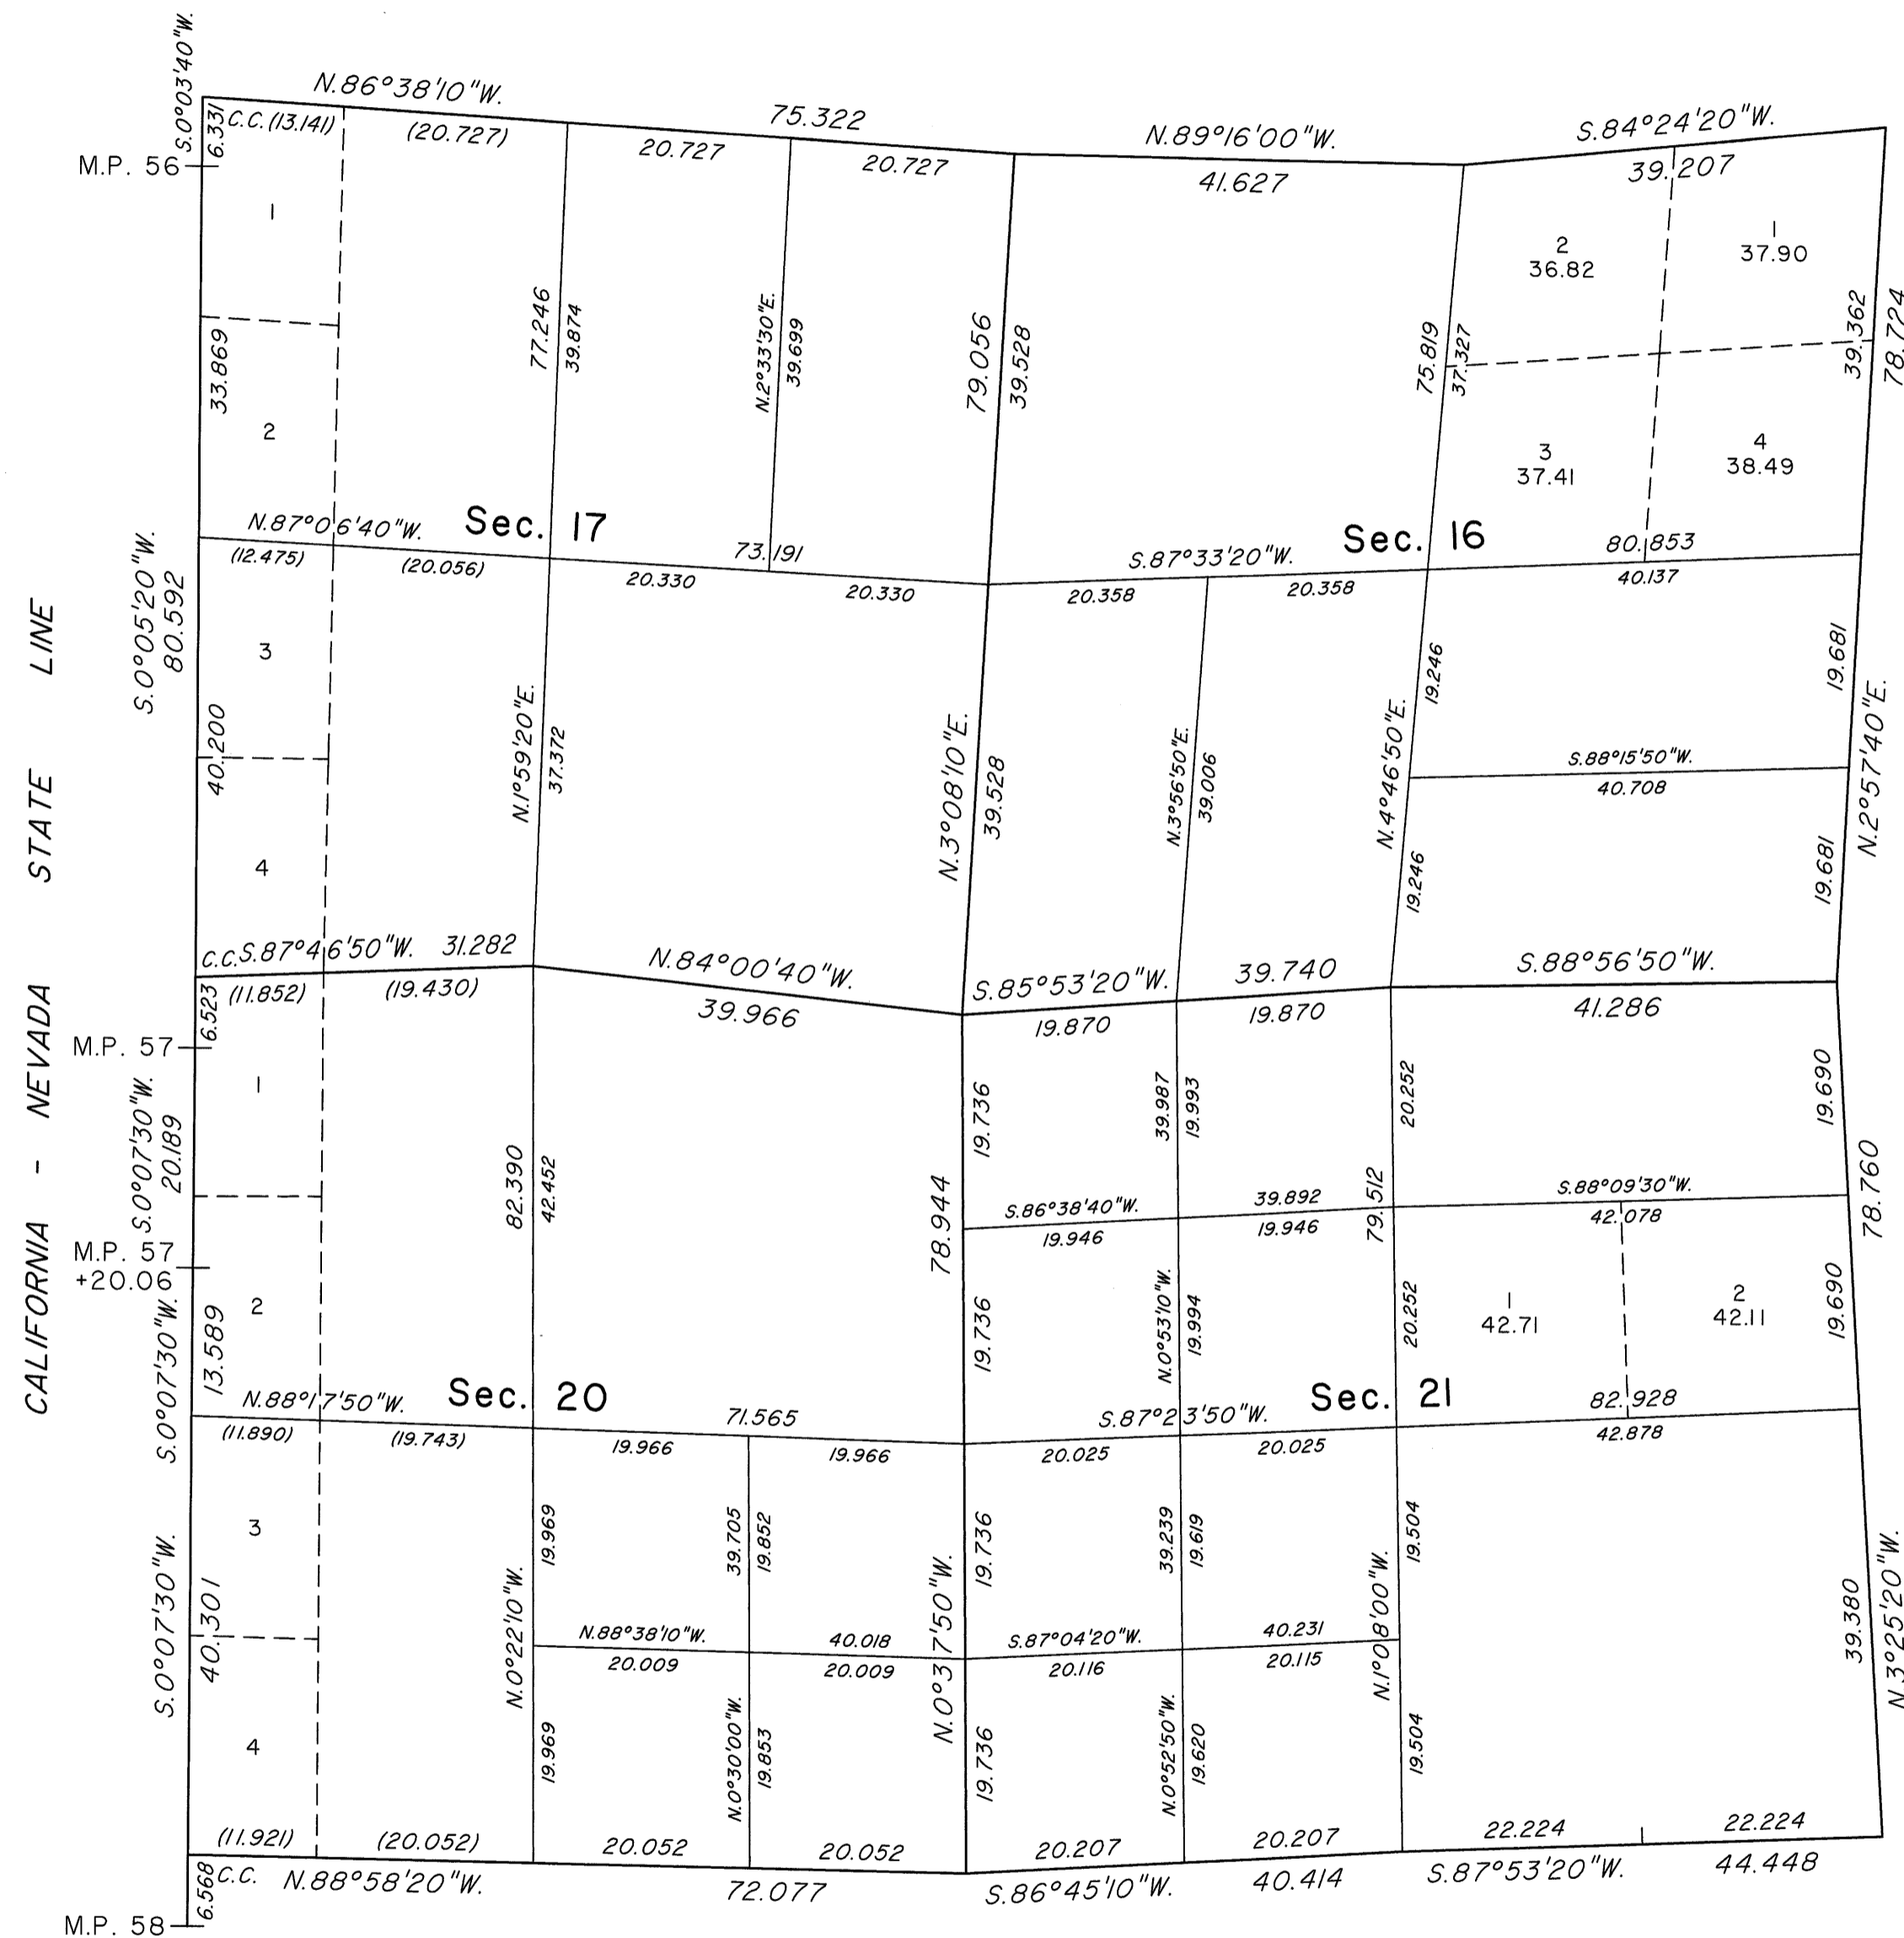 S.0°03'40"W.
N.86°38'10"W.
75.322
N.89°16'00"W.
S.84°24'20"W.
6.331
C.C.(13.141)
(20.727)
20.727
20.727
41.627
39.207
M.P. 56
1
2
36.82
1
37.90
33.869
77.246
39.874
N.2°33'30"E.
39.699
79.056
39.528
75.819
37.327
39.362
78.724
2
3
37.41
4
38.49
N.87°06'40"W.
Sec. 17
73.191
S.87°33'20"W.
Sec. 16
80.853
(12.475)
(20.056)
20.330
20.330
20.358
20.358
40.137
S.0°05'20"W.
80.592
3
19.246
19.681
40.200
N.1°59'20"E.
37.372
N.3°08'10"E.
39.528
N.3°56'50"E.
39.006
N.4°46'50"E.
S.88°15'50"W.
40.708
N.2°57'40"E.
4
19.246
19.681
C.C.S.87°46'50"W. 31.282
N.84°00'40"W.
S.85°53'20"W.
39.740
S.88°56'50"W.
6.523
(11.852)
(19.430)
39.966
19.870
19.870
41.286
M.P. 57
CALIFORNIA - NEVADA STATE LINE
S.0°07'30"W.
20.189
1
19.736
39.987
19.993
20.252
19.690
82.390
42.452
78.944
S.86°38'40"W.
39.892
79.512
S.88°09'30"W.
78.760
19.946
19.946
42.078
M.P. 57
+20.06
S.0°07'30"W.
13.589
2
19.736
N.0°53'10"W.
19.994
20.252
1
42.71
2
42.11
19.690
N.88°17'50"W.
Sec. 20
71.565
S.87°23'50"W.
Sec. 21
82.928
(11.890)
(19.743)
19.966
19.966
20.025
20.025
42.878
S.0°07'30"W.
3
19.969
39.705
19.852
19.736
39.239
19.619
19.504
40.301
N.0°22'10"W.
N.88°38'10"W.
40.018
N.0°37'50"W.
S.87°04'20"W.
40.231
N.1°08'00"W.
39.380
N.3°25'20"W.
20.009
20.009
20.116
20.115
4
19.969
N.0°30'00"W.
19.853
19.736
N.0°52'50"W.
19.620
19.504
(11.921)
(20.052)
20.052
20.052
20.207
20.207
22.224
22.224
6.568
C.C.
N.88°58'20"W.
72.077
S.86°45'10"W.
40.414
S.87°53'20"W.
44.448
M.P. 58